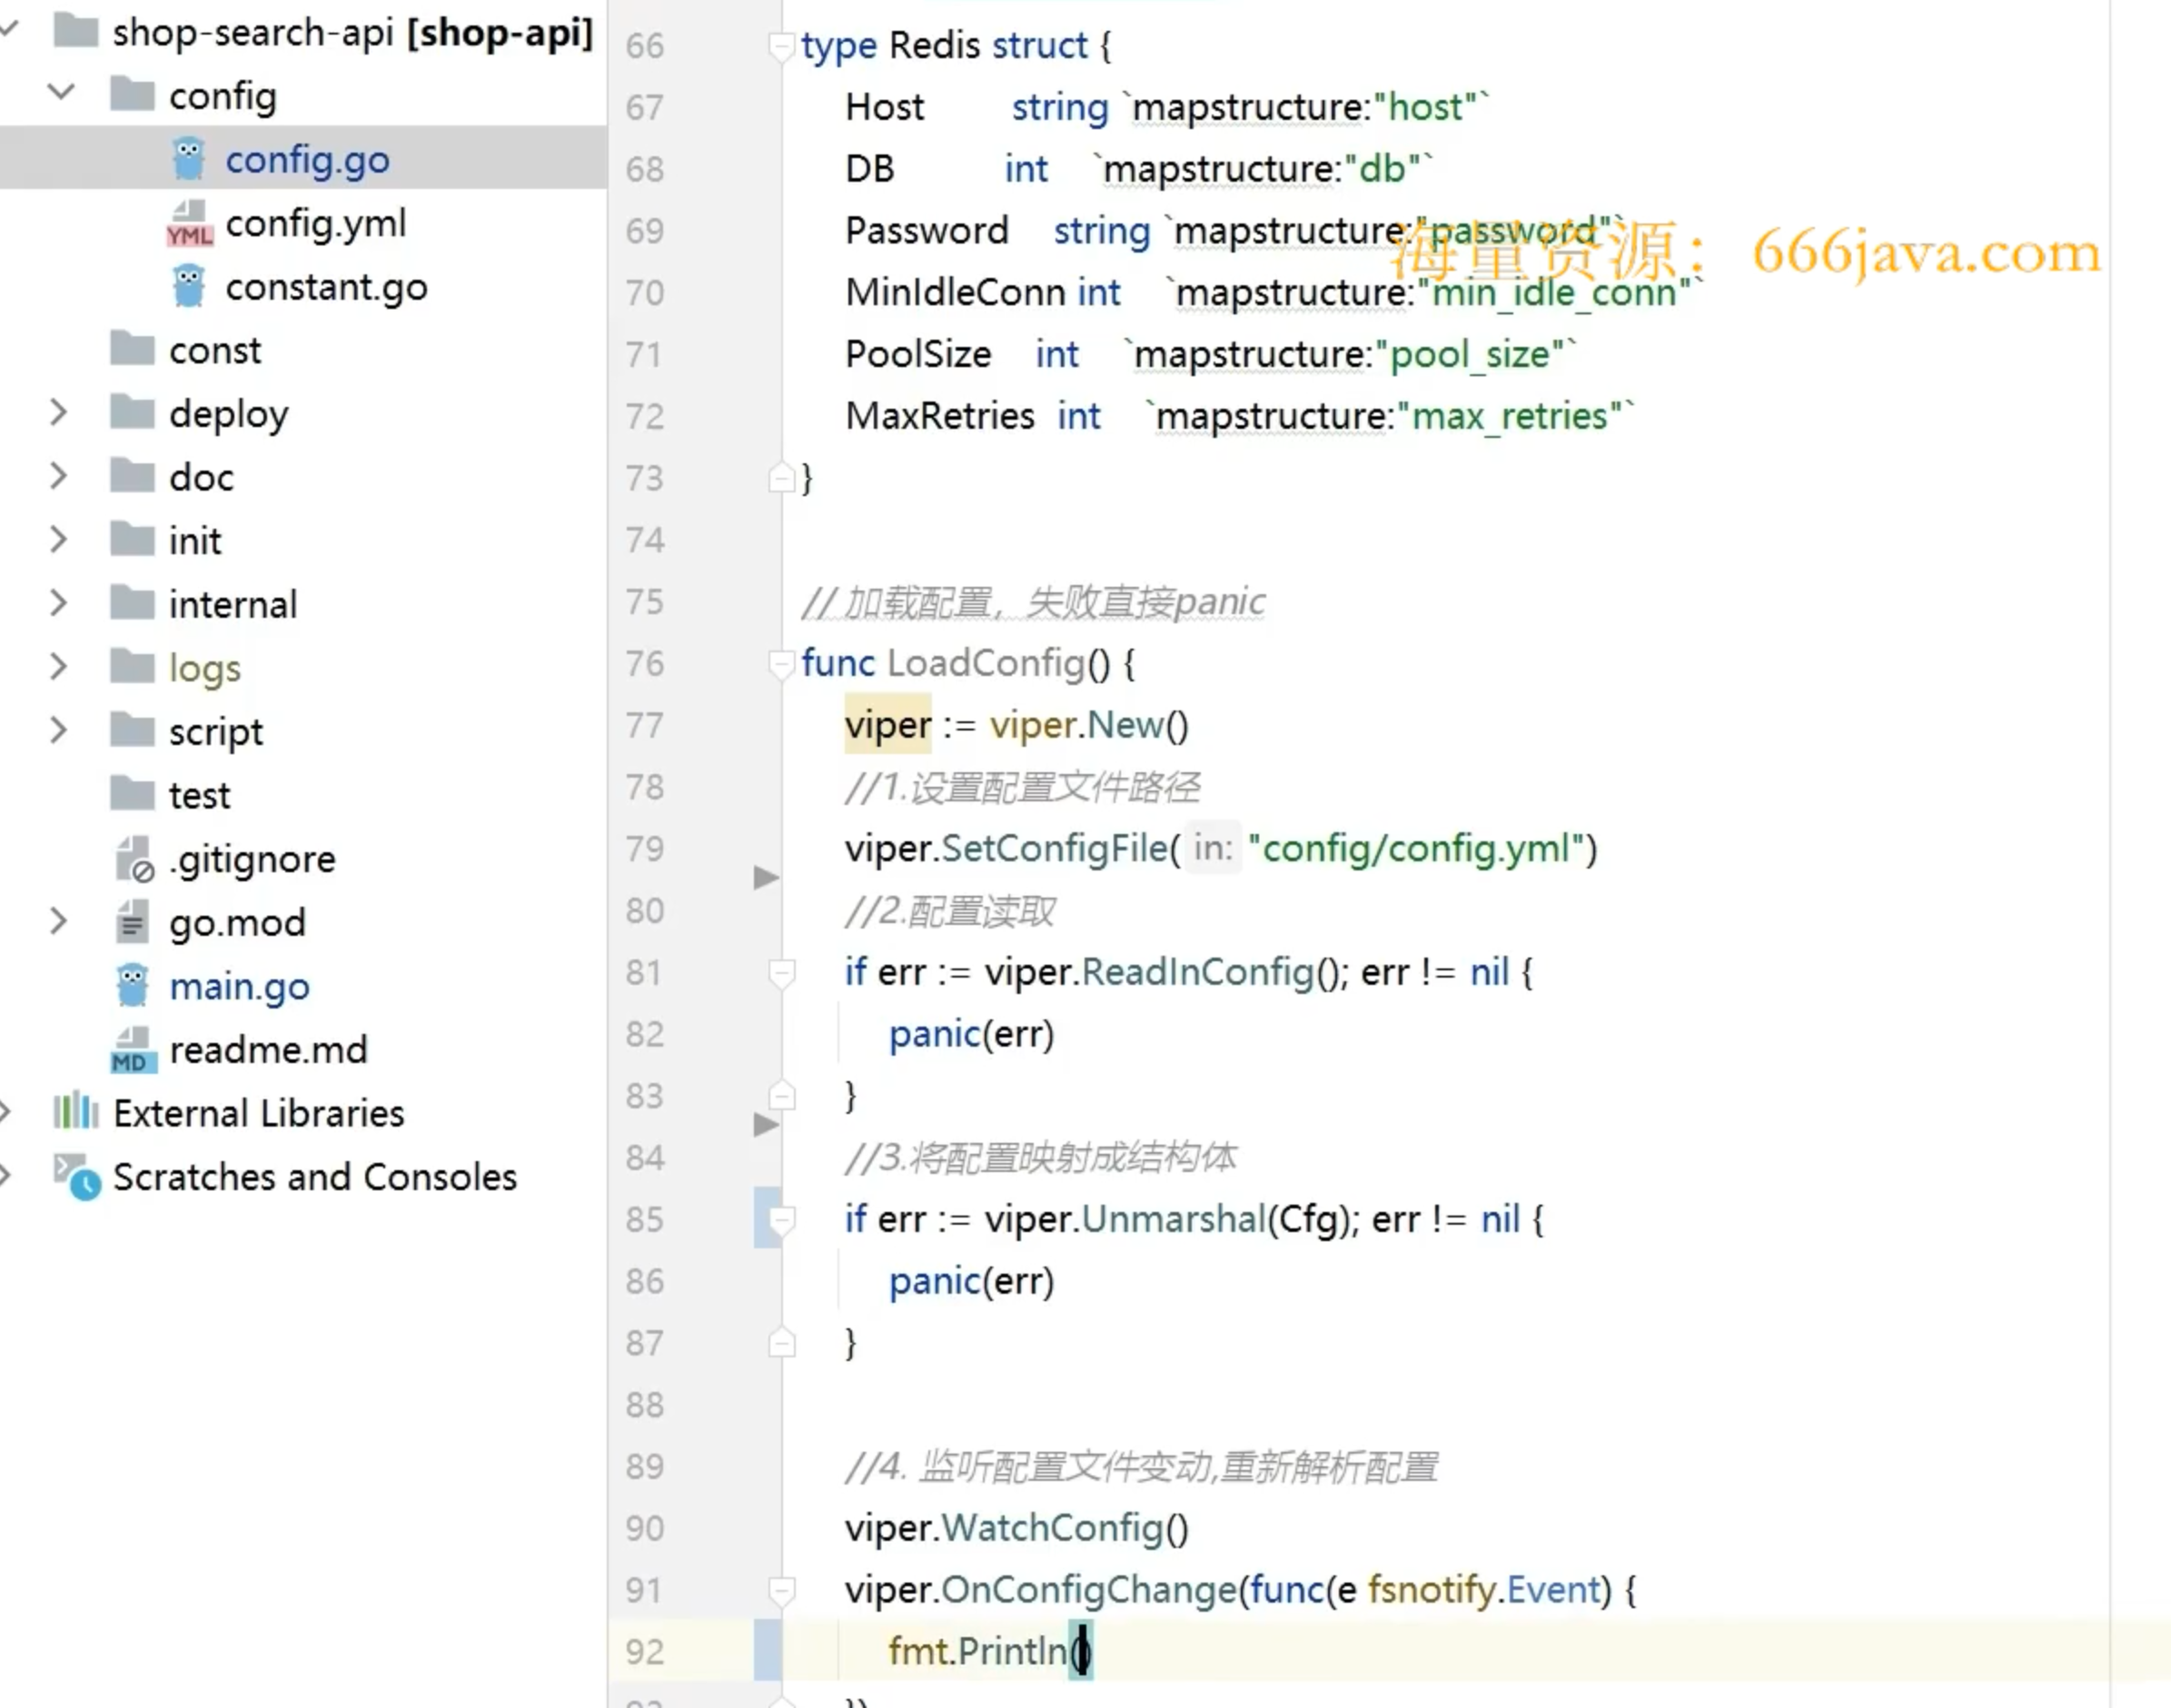 shop-search-api [shop-api]
config
config.go
config.yml
constant.go
const
deploy
doc
init
internal
logs
script
test
.gitignore
go.mod
main.go
readme.md
External Libraries
Scratches and Consoles
66 type Redis struct {
67 Host string `mapstructure:"host"`
68 DB int `mapstructure:"db"`
69 Password string `mapstructure:"password"`
海量资源： 666java.com
70 MinIdleConn int `mapstructure:"min_idle_conn"`
71 PoolSize int `mapstructure:"pool_size"`
72 MaxRetries int `mapstructure:"max_retries"`
73 }
74
75 // 加载配置，失败直接panic
76 func LoadConfig() {
77 viper := viper.New()
78 //1.设置配置文件路径
79 viper.SetConfigFile( in: "config/config.yml")
80 //2.配置读取
81 if err := viper.ReadInConfig(); err != nil {
82 panic(err)
83 }
84 //3.将配置映射成结构体
85 if err := viper.Unmarshal(Cfg); err != nil {
86 panic(err)
87 }
88
89 //4. 监听配置文件变动,重新解析配置
90 viper.WatchConfig()
91 viper.OnConfigChange(func(e fsnotify.Event) {
92 fmt.Println()